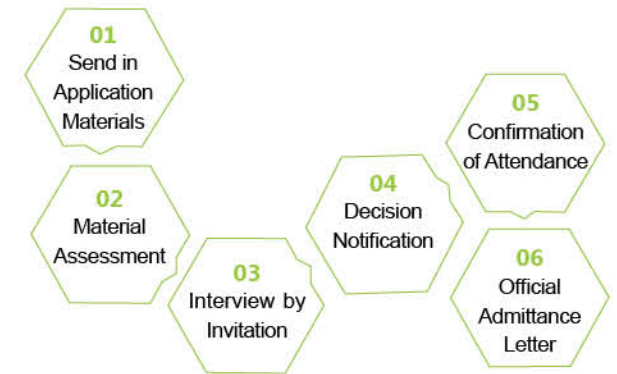 01
Send in
Application
Materials
02
Material
Assessment
03
Interview by
Invitation
04
Decision
Notification
05
Confirmation
of Attendance
06
Official
Admittance
Letter